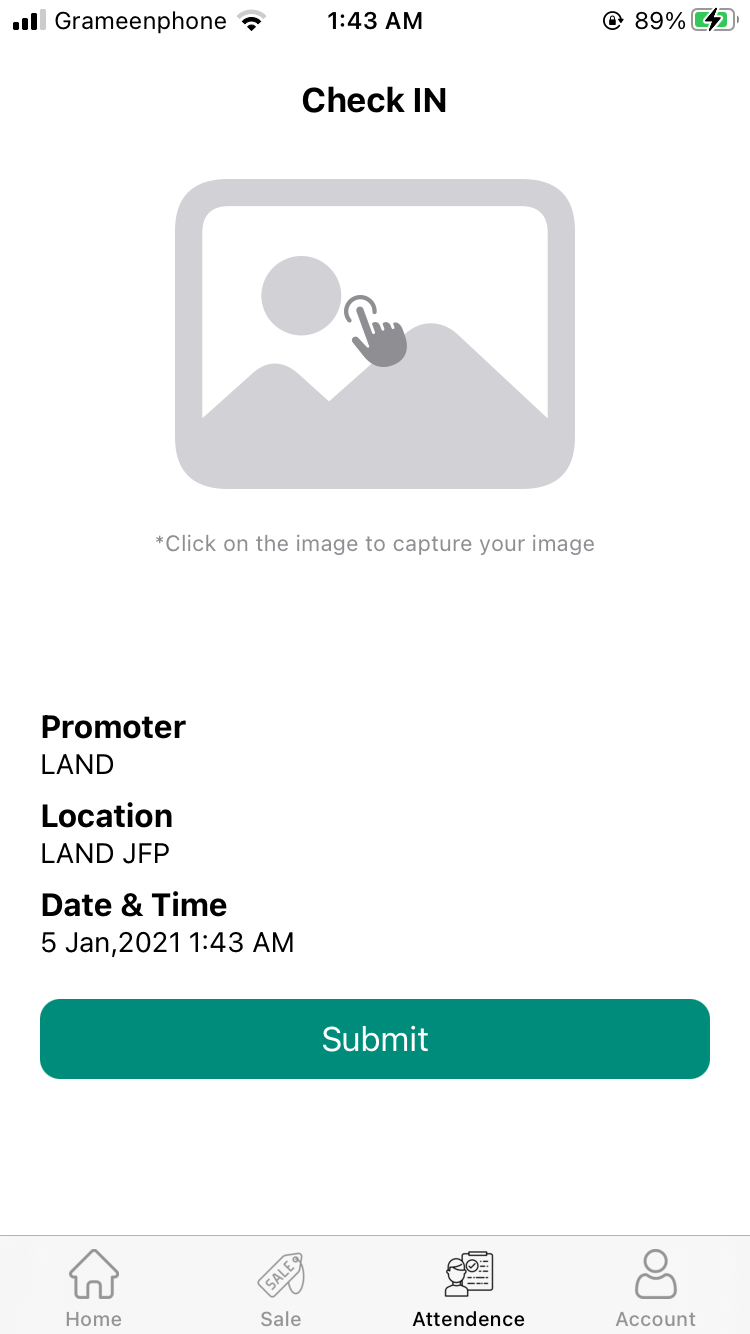 Grameenphone 1:43 AM 89%
Check IN
*Click on the image to capture your image
Promoter
LAND
Location
LAND JFP
Date & Time
5 Jan,2021 1:43 AM
Submit
SALE
Home Sale Attendence Account